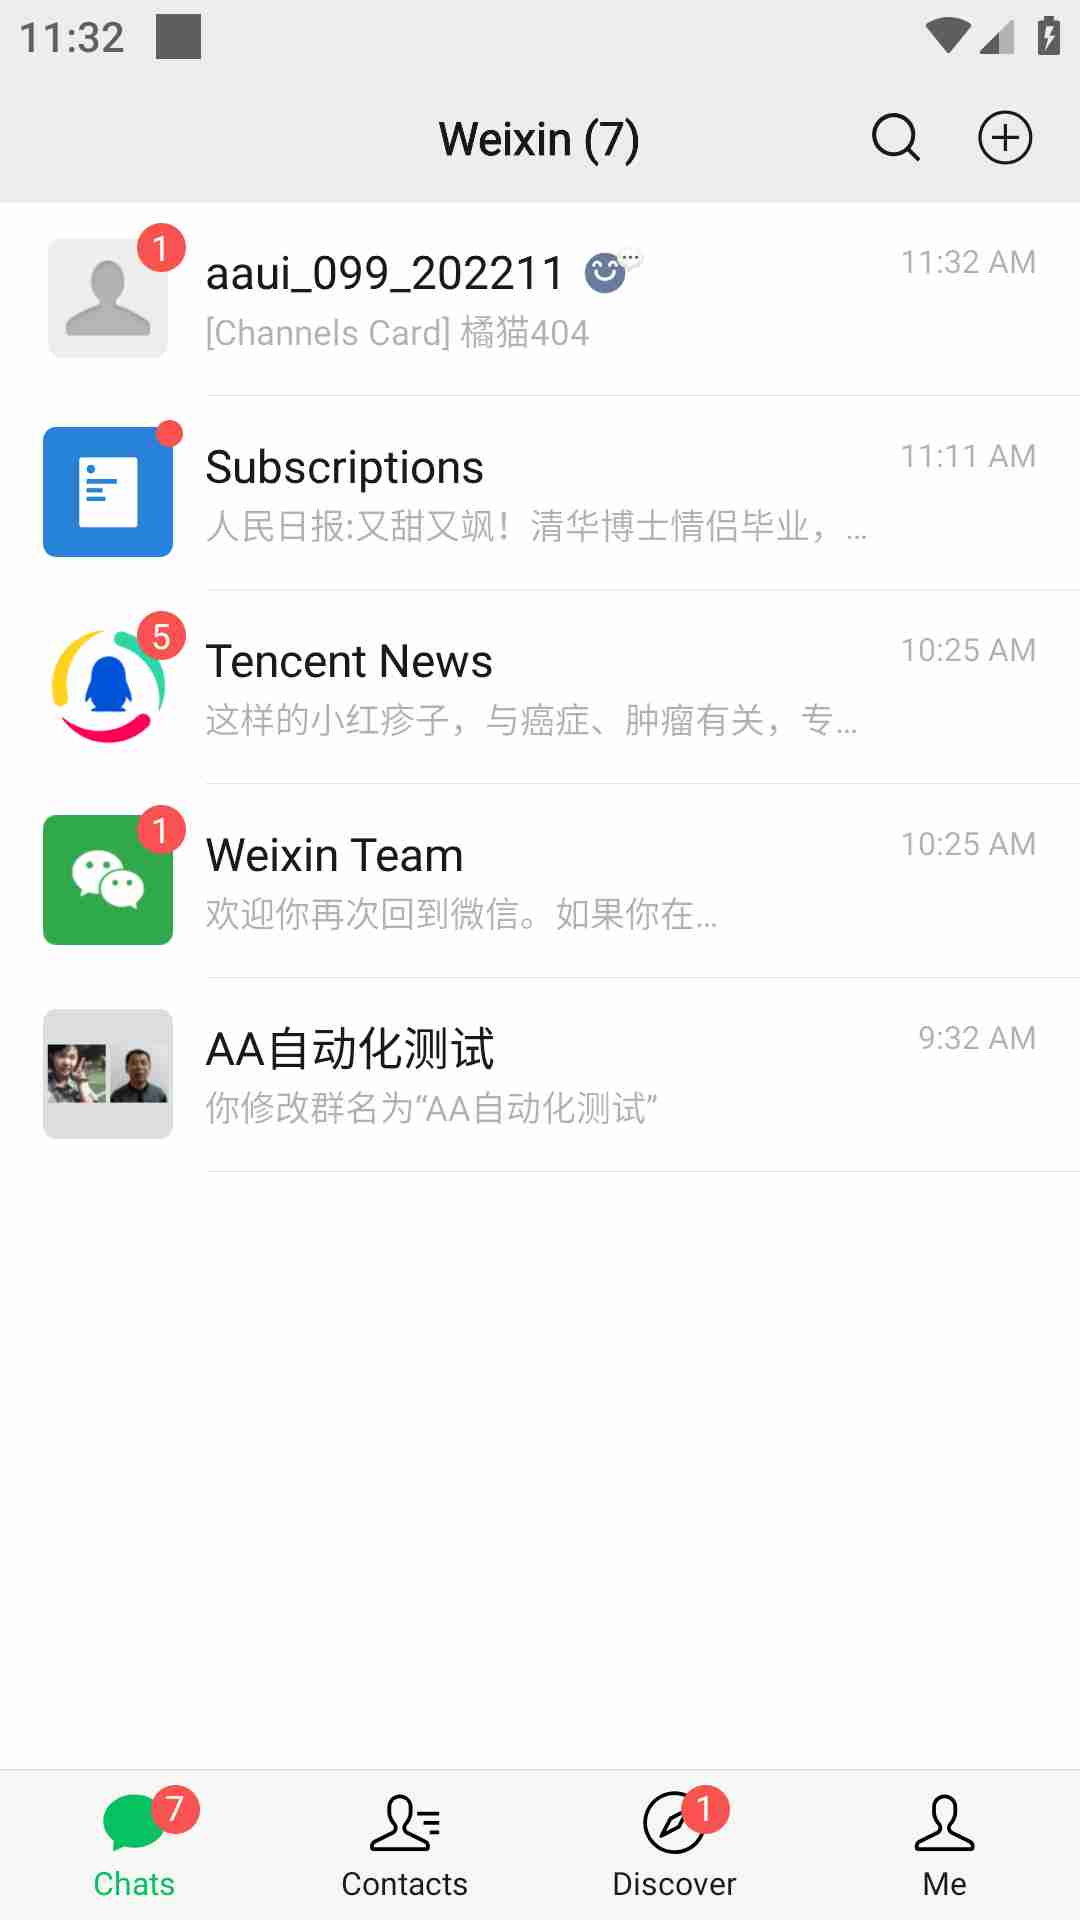 11:32
Weixin (7)
1
aaui_099_202211
11:32 AM
[Channels Card] 橘猫404
Subscriptions
11:11 AM
人民日报:又甜又飒！清华博士情侣毕业，...
5
Tencent News
10:25 AM
这样的小红疹子，与癌症、肿瘤有关，专...
1
Weixin Team
10:25 AM
欢迎你再次回到微信。如果你在...
AA自动化测试
9:32 AM
你修改群名为“AA自动化测试”
7
1
Chats
Contacts
Discover
Me